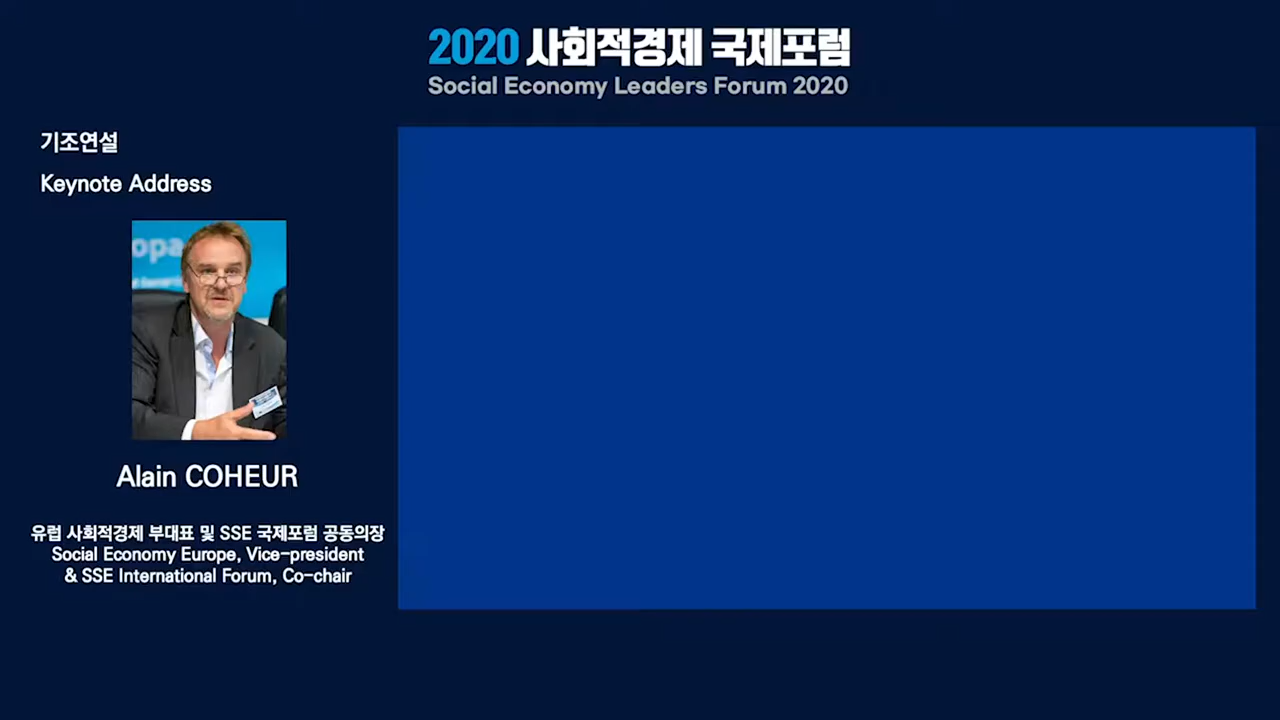 2020 사회적경제 국제포럼
Social Economy Leaders Forum 2020
기조연설
Keynote Address
opa
Alain COHEUR
유럽 사회적경제 부대표 및 SSE 국제포럼 공동의장
Social Economy Europe, Vice-president
& SSE International Forum, Co-chair